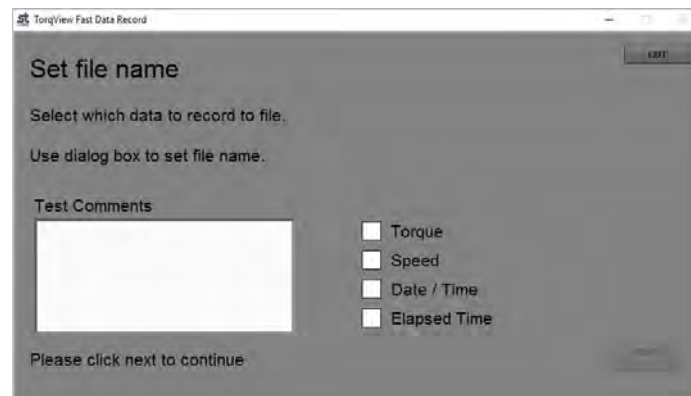 TorqView Fast Data Record
EXIT
Set file name
Select which data to record to file.
Use dialog box to set file name.
Test Comments
Torque
Speed
Date / Time
Elapsed Time
Please click next to continue